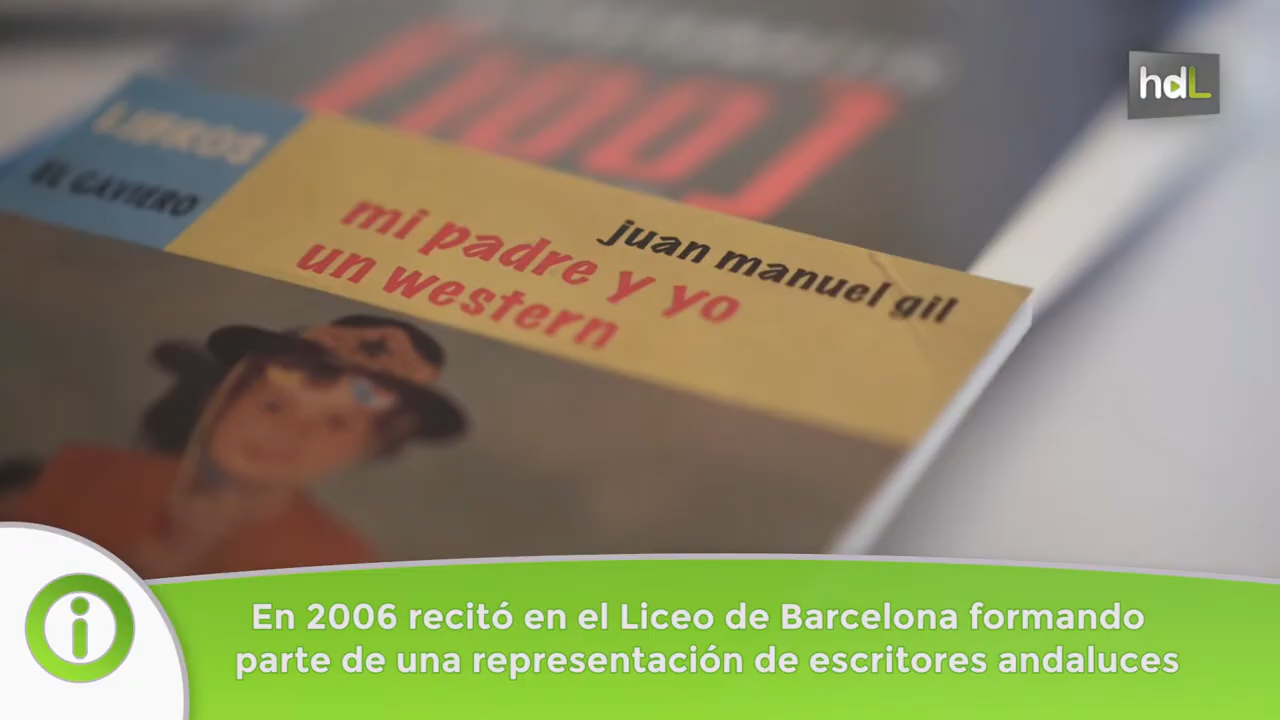 hdL
[100]
LIBROS
EL GAVIERO
juan manuel gil
mi padre y yo
un western
En 2006 recitó en el Liceo de Barcelona formando
parte de una representación de escritores andaluces